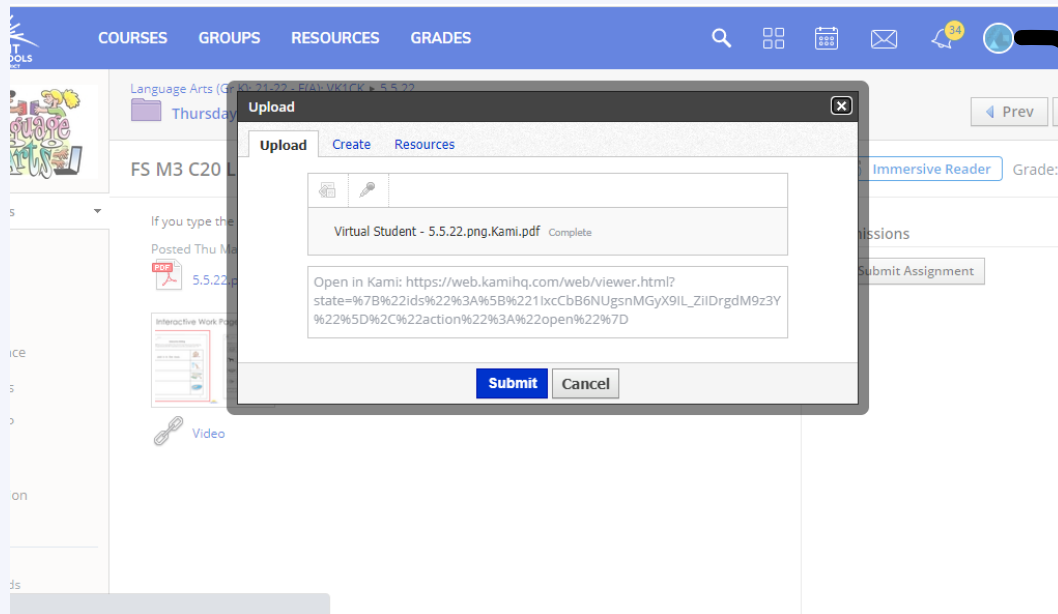 COURSES GROUPS RESOURCES GRADES
34
Language Arts (Gr K): 21-22 - F(A): VK1CK ▸ 5.5.22
Thursday
Prev
Upload
Upload Create Resources
FS M3 C20 L
Immersive Reader
Grade:
If you type the
Posted Thu Ma
PDF
5.5.22.p
Virtual Student - 5.5.22.png.Kami.pdf Complete
Open in Kami: https://web.kamihq.com/web/viewer.html?
state=%7B%22ids%22%3A%5B%221IxcCbB6NUgsnMGyX9IL_ZiIDrgdM9z3Y
%22%5D%2C%22action%22%3A%22open%22%7D
issions
Submit Assignment
Interactive Work Page
Submit Cancel
Video